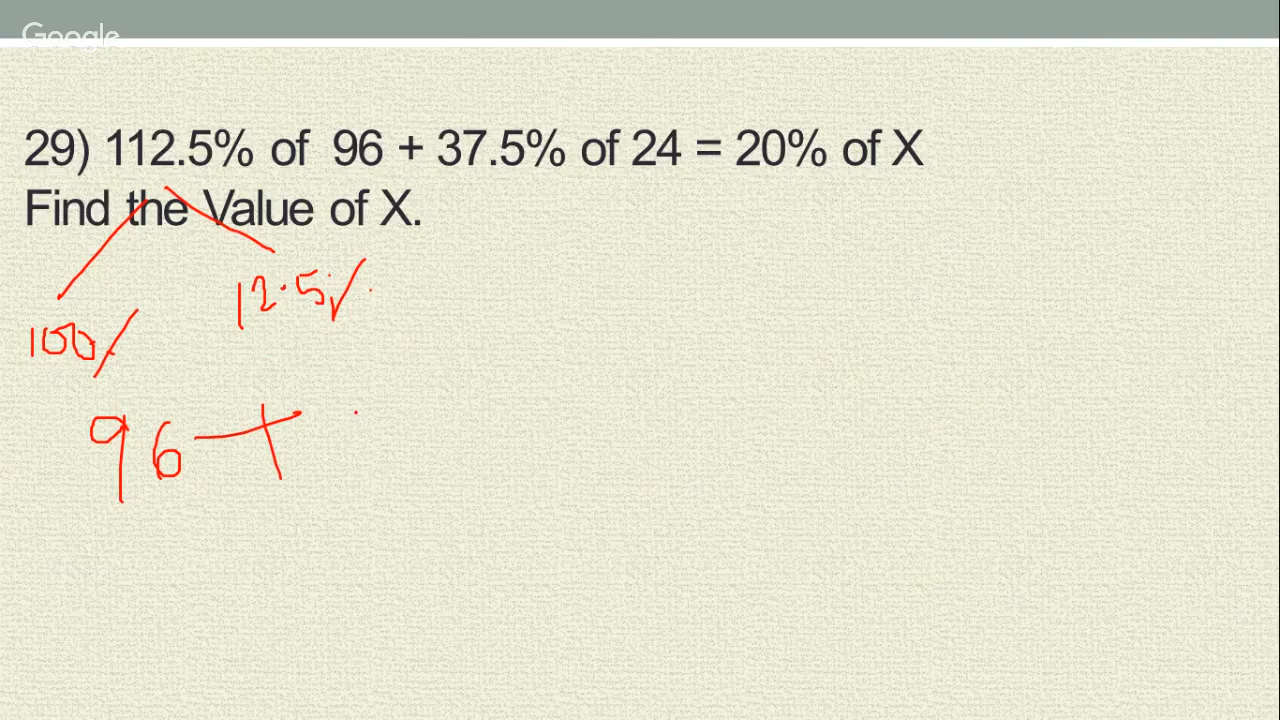 Google
29) 112.5% of 96 + 37.5% of 24 = 20% of X
Find the Value of X.
12.5%
100%
96 +